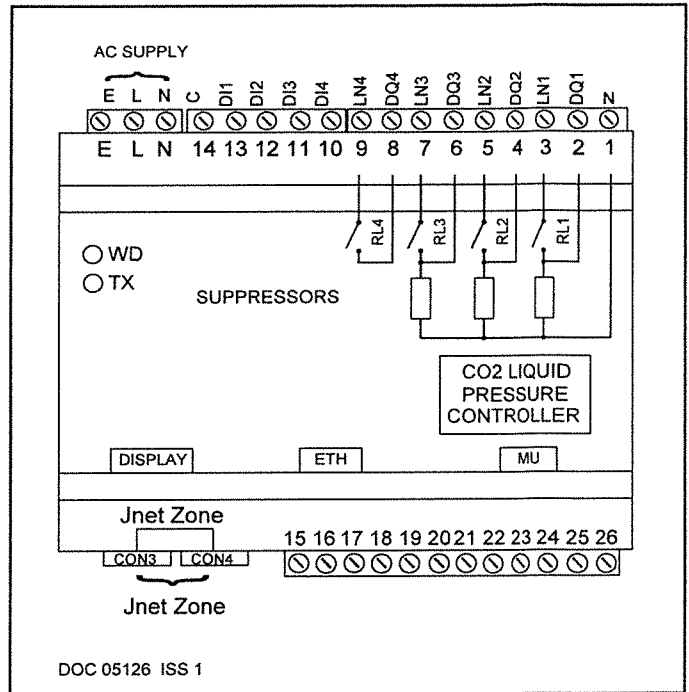 AC SUPPLY
E L N C DI1 DI2 DI3 DI4 LN4 DQ4 LN3 DQ3 LN2 DQ2 LN1 DQ1 N
E L N 14 13 12 11 10 9 8 7 6 5 4 3 2 1
RL4 RL3 RL2 RL1
WD
TX
SUPPRESSORS
CO2 LIQUID
PRESSURE
CONTROLLER
DISPLAY ETH MU
Jnet Zone
15 16 17 18 19 20 21 22 23 24 25 26
CON3 CON4
Jnet Zone
DOC 05126 ISS 1